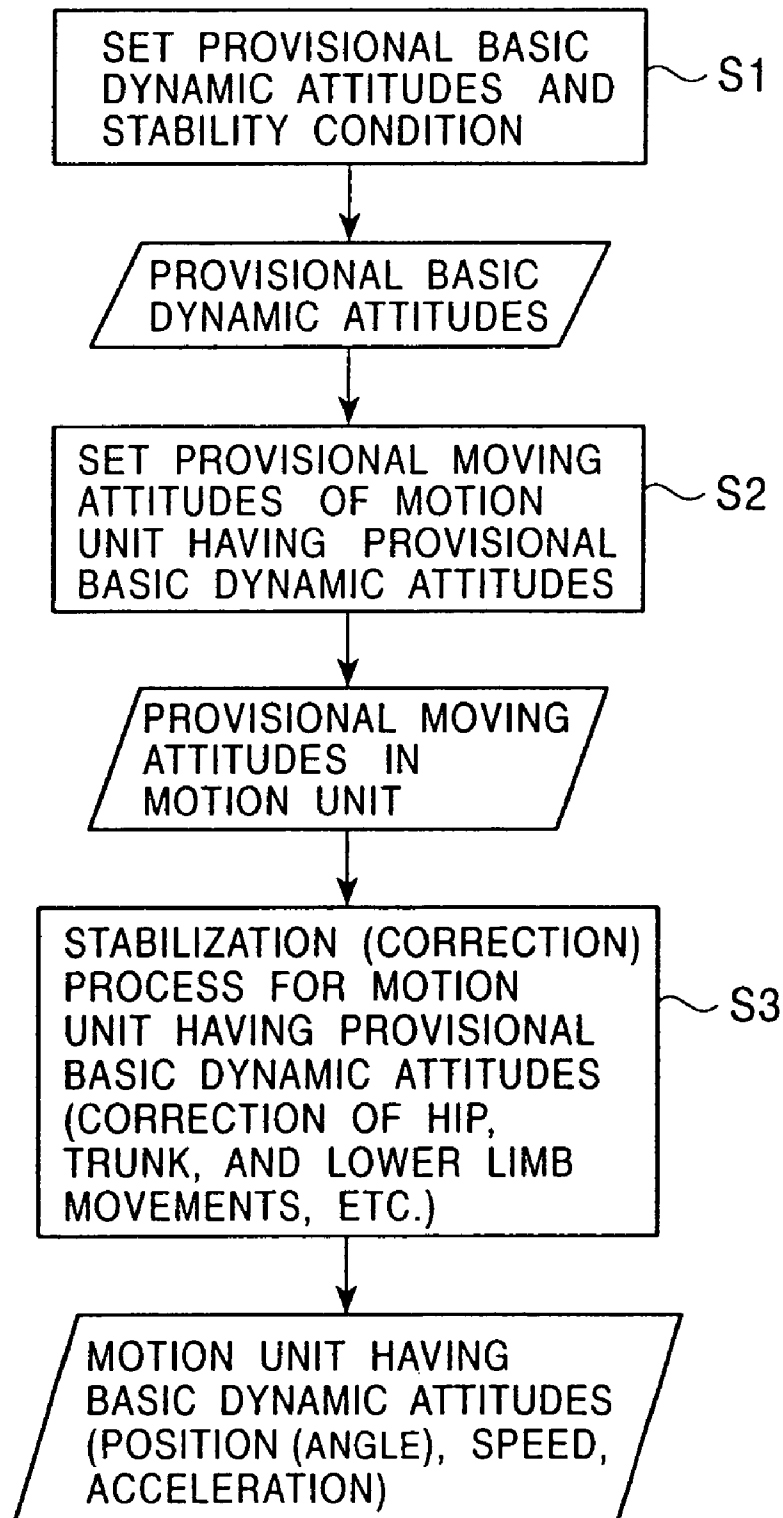 SET PROVISIONAL BASIC
DYNAMIC ATTITUDES AND
STABILITY CONDITION
S1
PROVISIONAL BASIC
DYNAMIC ATTITUDES
SET PROVISIONAL MOVING
ATTITUDES OF MOTION
UNIT HAVING PROVISIONAL
BASIC DYNAMIC ATTITUDES
S2
PROVISIONAL MOVING
ATTITUDES IN
MOTION UNIT
STABILIZATION (CORRECTION)
PROCESS FOR MOTION
UNIT HAVING PROVISIONAL
BASIC DYNAMIC ATTITUDES
(CORRECTION OF HIP,
TRUNK, AND LOWER LIMB
MOVEMENTS, ETC.)
S3
MOTION UNIT HAVING
BASIC DYNAMIC ATTITUDES
(POSITION (ANGLE), SPEED,
ACCELERATION)